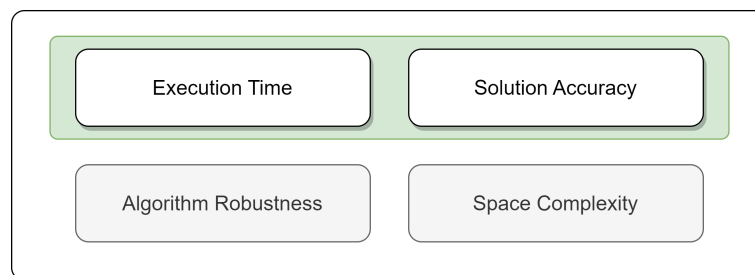 Execution Time
Solution Accuracy
Algorithm Robustness
Space Complexity